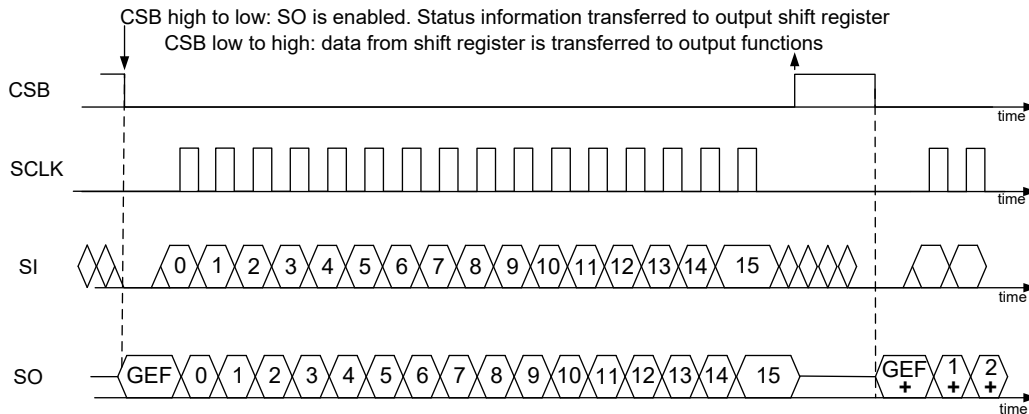 CSB high to low: SO is enabled. Status information transferred to output shift register
CSB low to high: data from shift register is transferred to output functions
CSB
time
SCLK
time
SI 0 1 2 3 4 5 6 7 8 9 10 11 12 13 14 15
time
SO GEF 0 1 2 3 4 5 6 7 8 9 10 11 12 13 14 15 GEF 1 2
+ + +
time